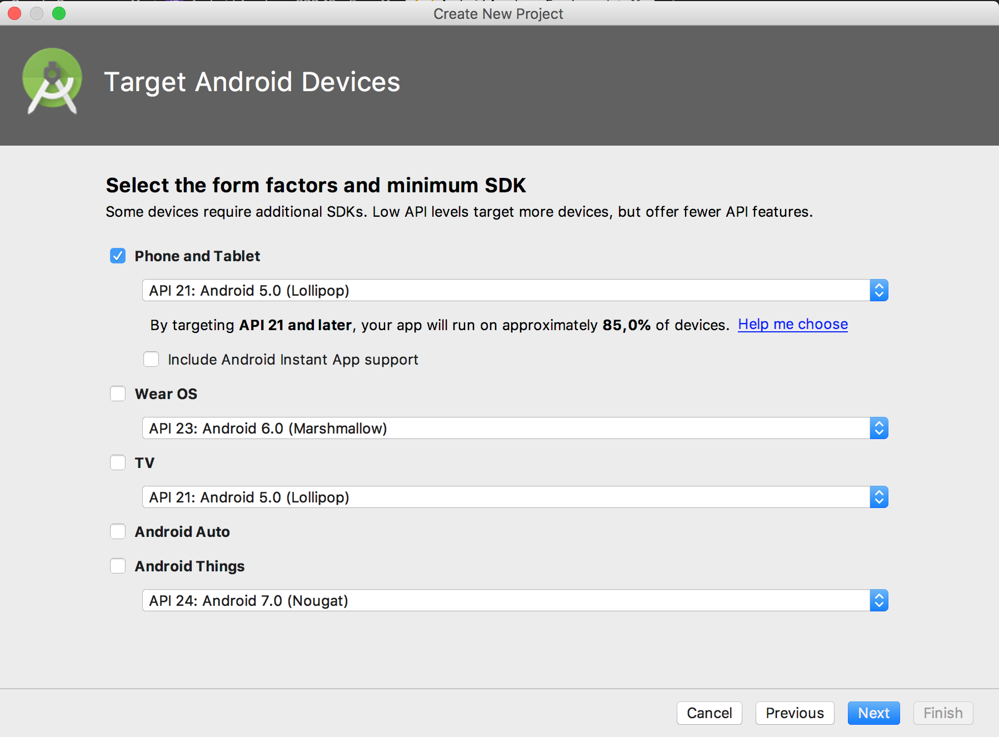 Create New Project
Target Android Devices
Select the form factors and minimum SDK
Some devices require additional SDKs. Low API levels target more devices, but offer fewer API features.
Phone and Tablet
API 21: Android 5.0 (Lollipop)
By targeting API 21 and later, your app will run on approximately 85,0% of devices. Help me choose
Include Android Instant App support
Wear OS
API 23: Android 6.0 (Marshmallow)
TV
API 21: Android 5.0 (Lollipop)
Android Auto
Android Things
API 24: Android 7.0 (Nougat)
Cancel Previous Next Finish